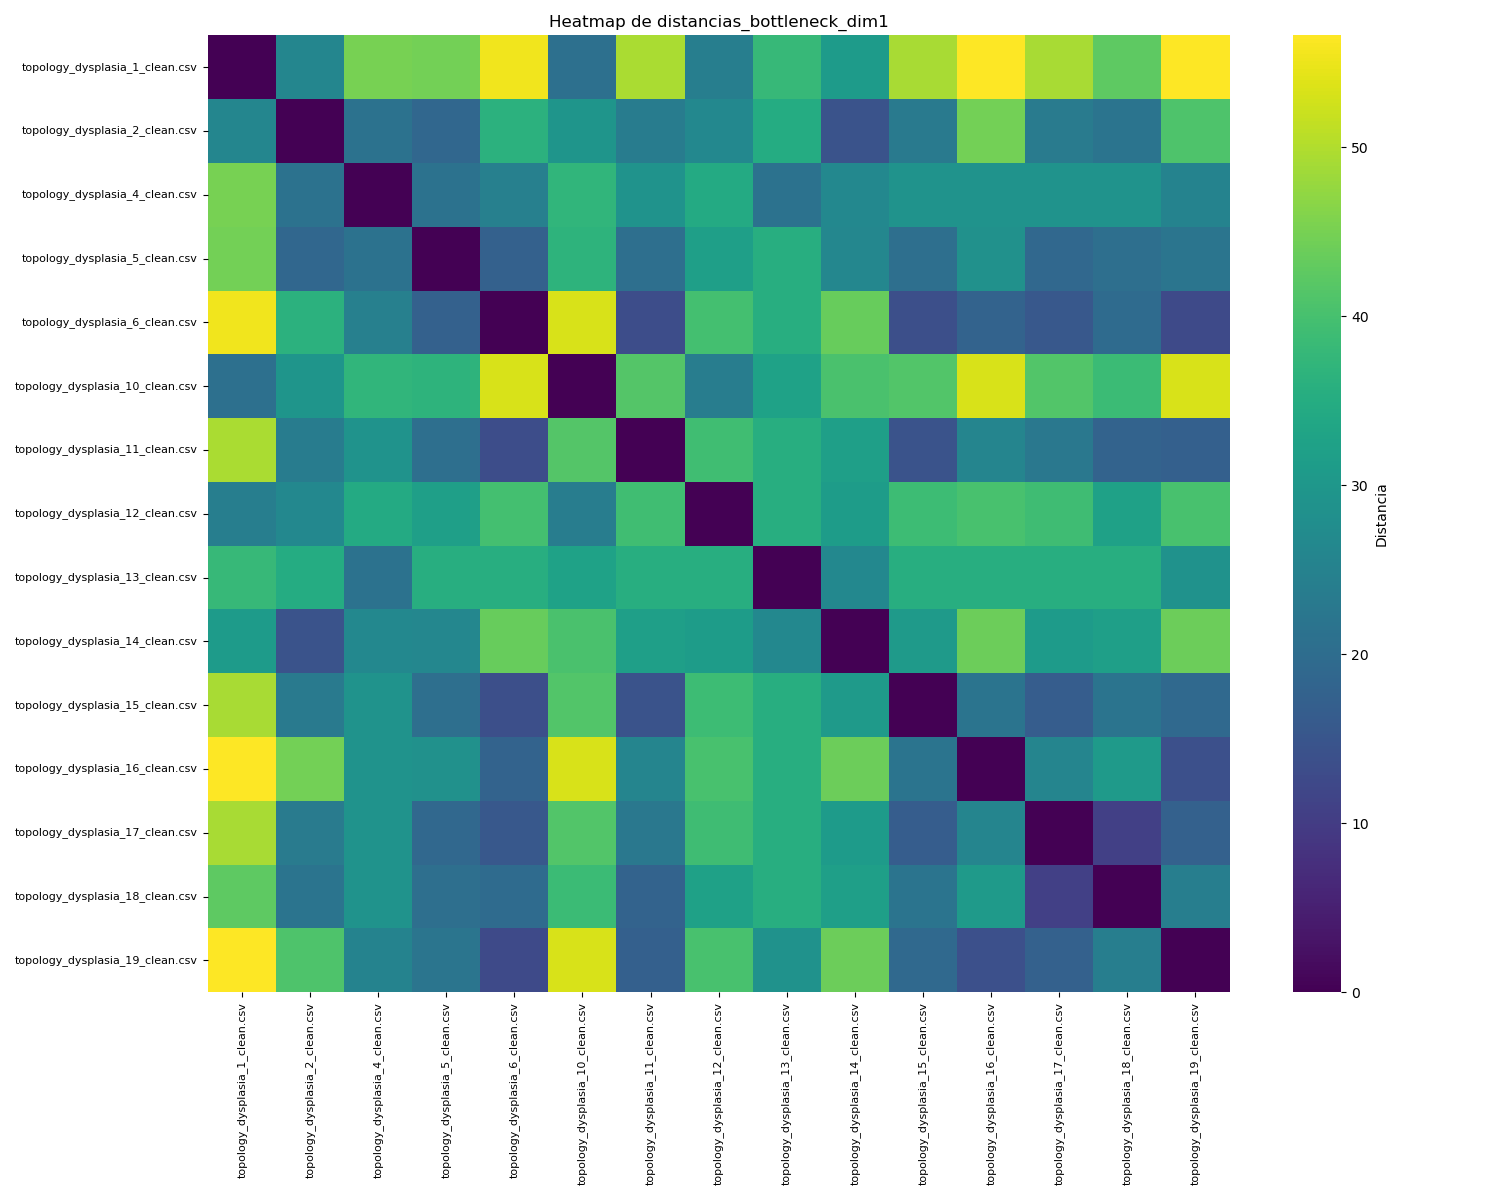 Heatmap de distancias_bottleneck_dim1
topology_dysplasia_1_clean.csv
topology_dysplasia_2_clean.csv
topology_dysplasia_4_clean.csv
topology_dysplasia_5_clean.csv
topology_dysplasia_6_clean.csv
topology_dysplasia_10_clean.csv
topology_dysplasia_11_clean.csv
topology_dysplasia_12_clean.csv
topology_dysplasia_13_clean.csv
topology_dysplasia_14_clean.csv
topology_dysplasia_15_clean.csv
topology_dysplasia_16_clean.csv
topology_dysplasia_17_clean.csv
topology_dysplasia_18_clean.csv
topology_dysplasia_19_clean.csv
topology_dysplasia_1_clean.csv
topology_dysplasia_2_clean.csv
topology_dysplasia_4_clean.csv
topology_dysplasia_5_clean.csv
topology_dysplasia_6_clean.csv
topology_dysplasia_10_clean.csv
topology_dysplasia_11_clean.csv
topology_dysplasia_12_clean.csv
topology_dysplasia_13_clean.csv
topology_dysplasia_14_clean.csv
topology_dysplasia_15_clean.csv
topology_dysplasia_16_clean.csv
topology_dysplasia_17_clean.csv
topology_dysplasia_18_clean.csv
topology_dysplasia_19_clean.csv
50
40
30
20
10
0
Distancia